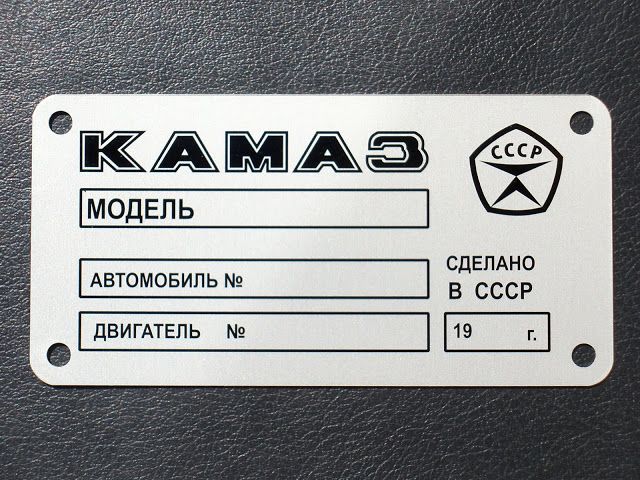 КАМАЗ
СССР
МОДЕЛЬ
АВТОМОБИЛЬ №
СДЕЛАНО
В СССР
ДВИГАТЕЛЬ №
19 г.